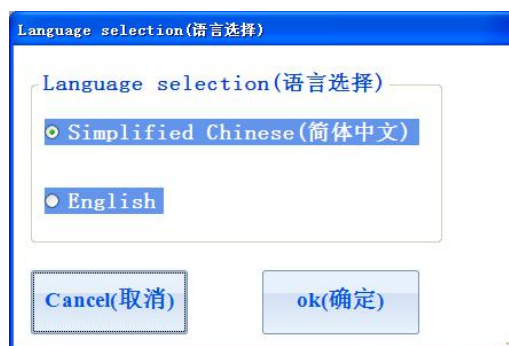 Language selection(语言选择)
Language selection(语言选择)
Simplified Chinese(简体中文)
English
Cancel(取消) ok(确定)